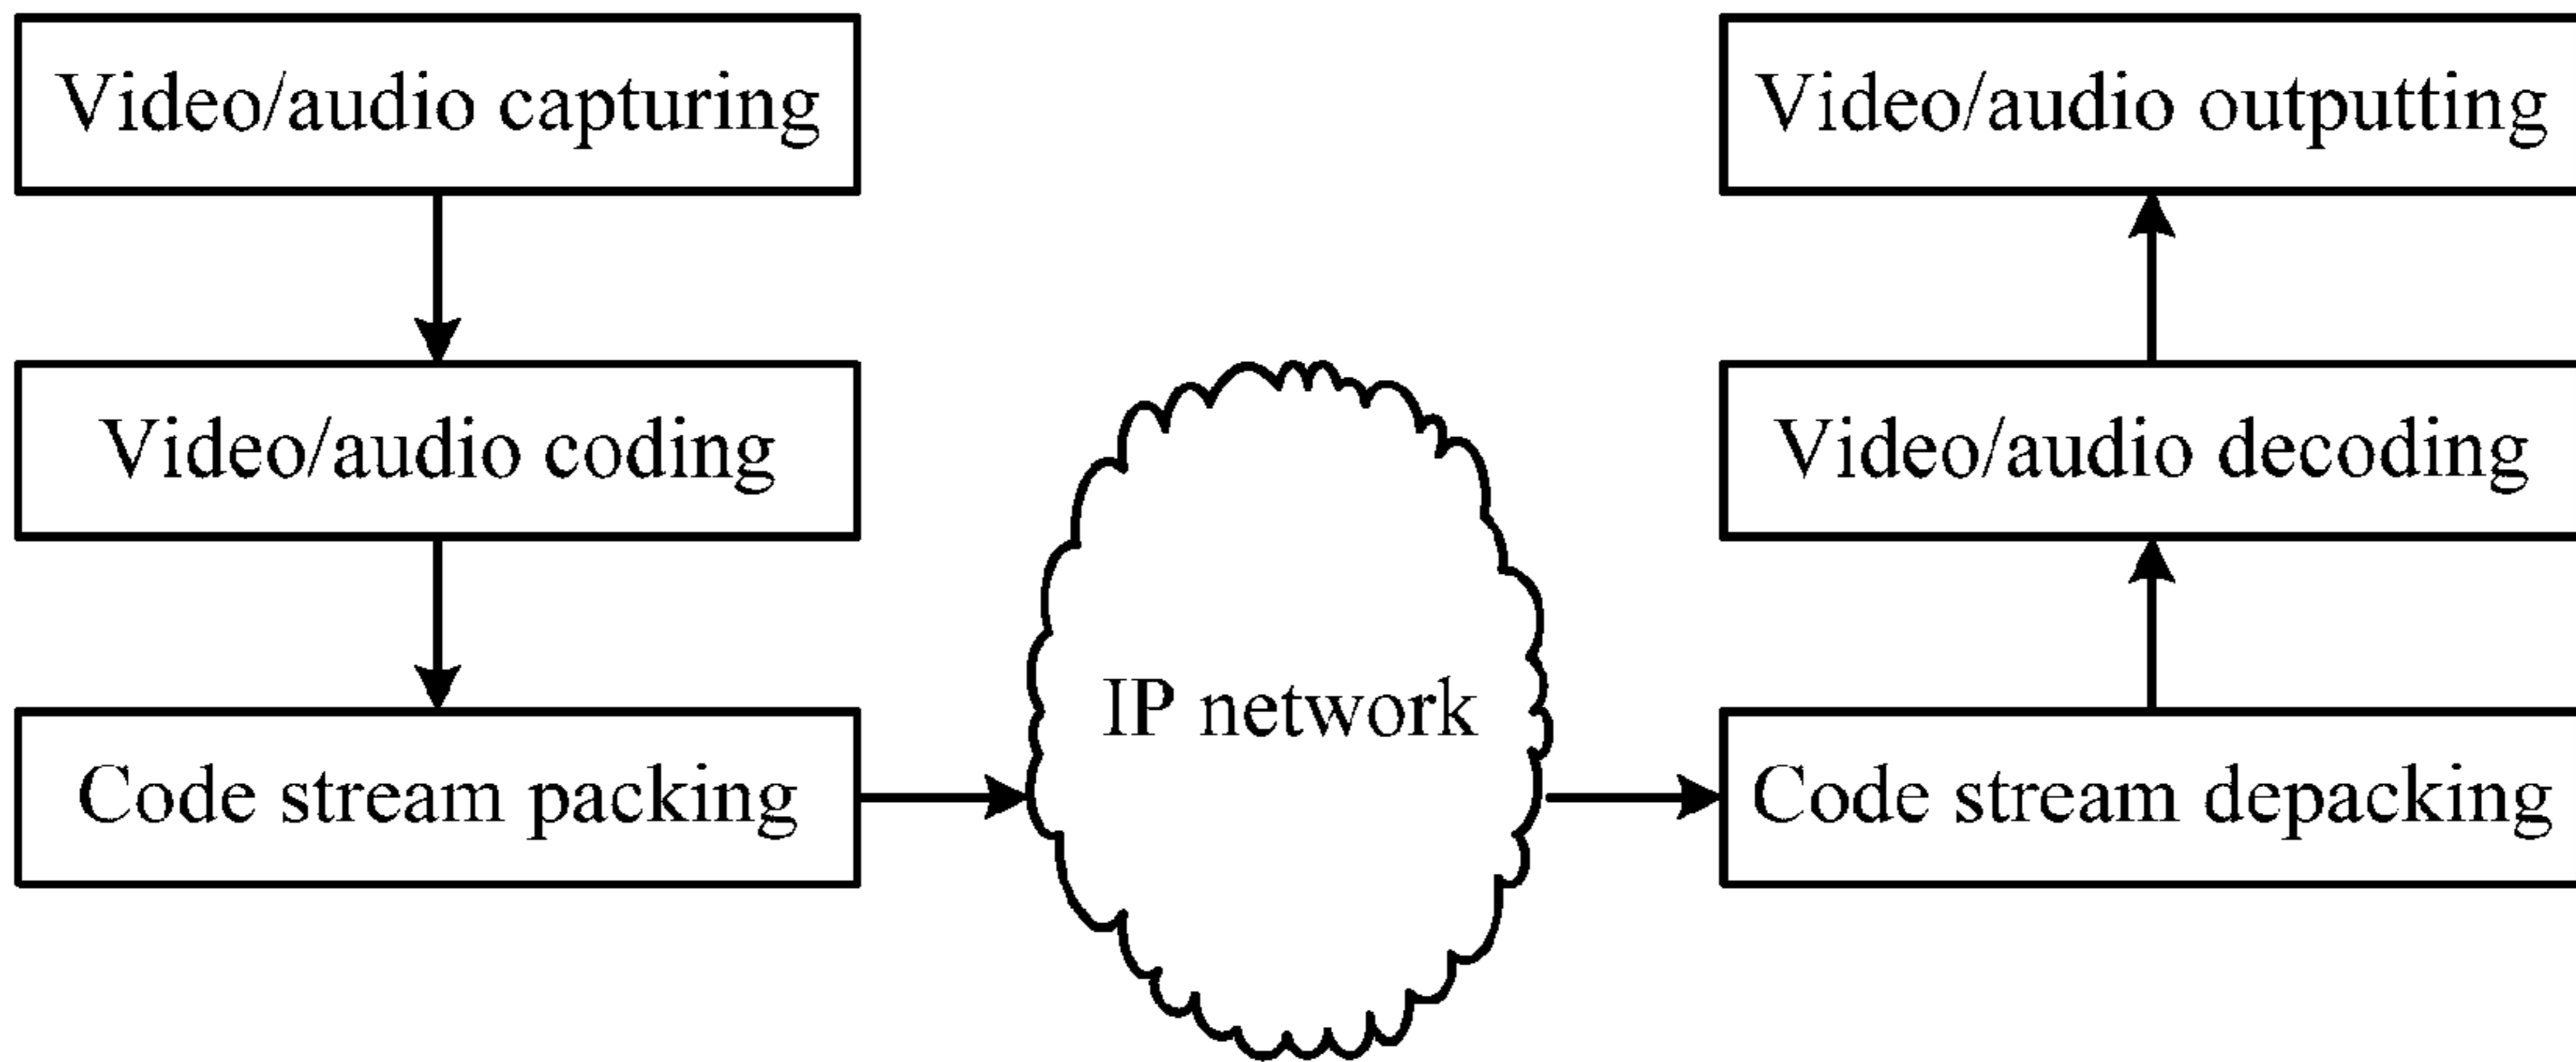 Video/audio capturing
Video/audio coding
Code stream packing
IP network
Code stream depacking
Video/audio decoding
Video/audio outputting